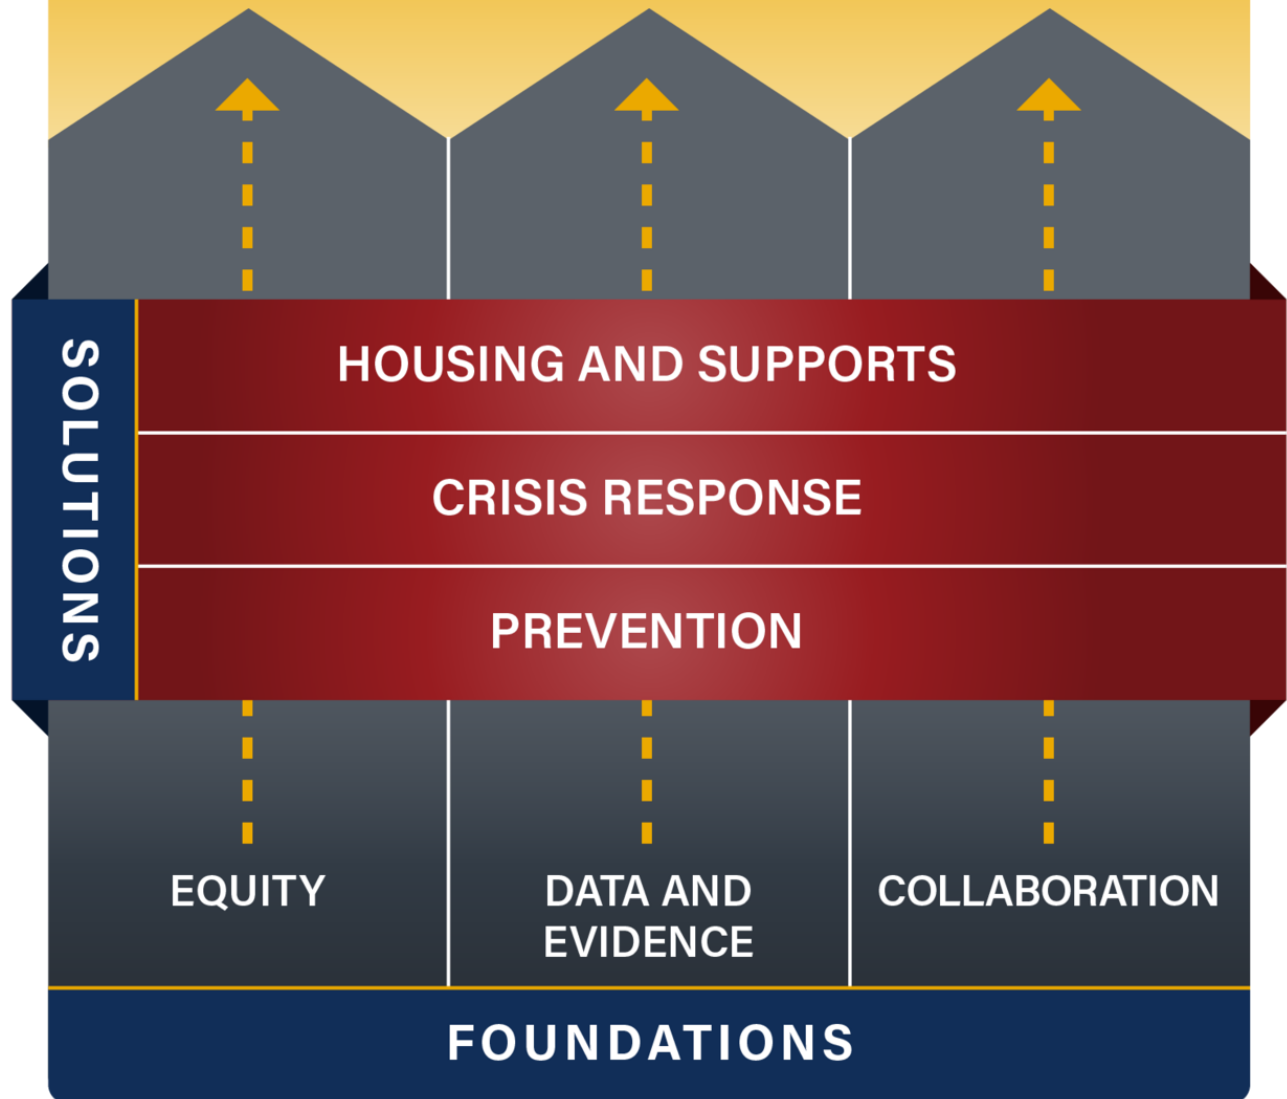 SOLUTIONS
HOUSING AND SUPPORTS
CRISIS RESPONSE
PREVENTION
EQUITY
DATA AND
EVIDENCE
COLLABORATION
FOUNDATIONS